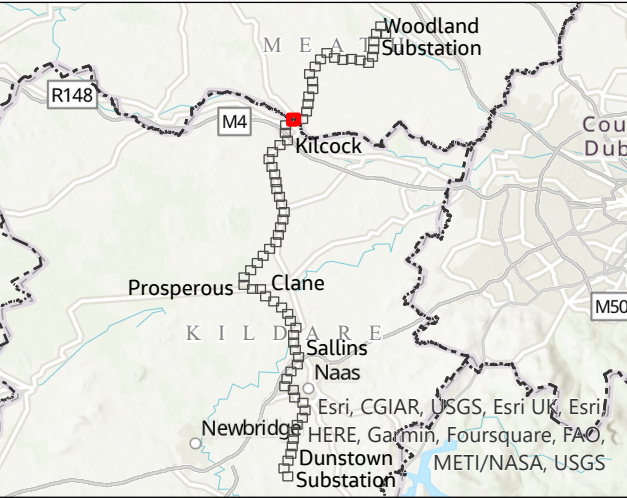 Woodland
Substation
MEATH
R148
M4
Cou
Dub
Kilcock
Prosperous
Clane
M50
KILDARE
Sallins
Naas
Esri, CGIAR, USGS, Esri UK, Esri,
Newbridge
HERE, Garmin, Foursquare, FAO,
Dunstown
METI/NASA, USGS
Substation